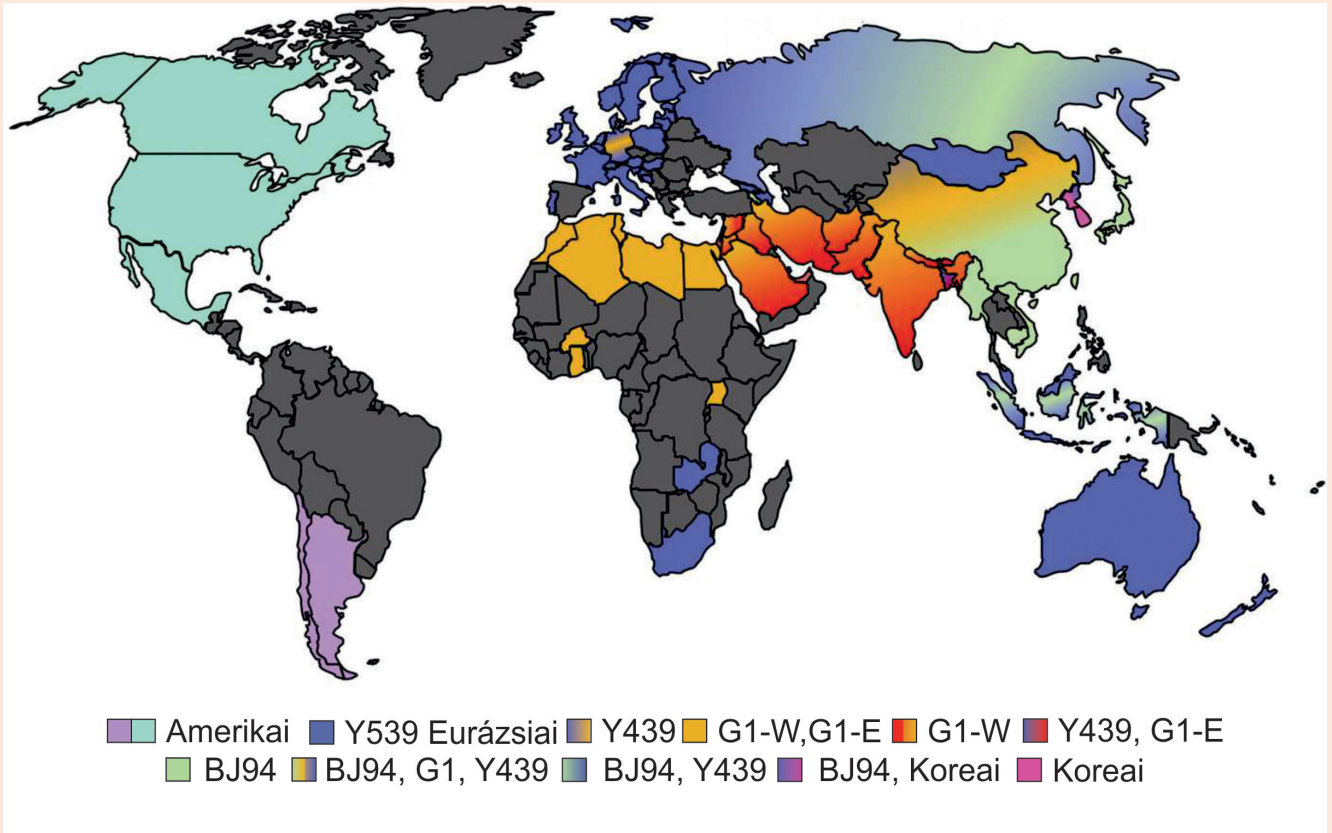 Amerikai Y539 Eurázsiai Y439 G1-W,G1-E G1-W Y439, G1-E
BJ94 BJ94, G1, Y439 BJ94, Y439 BJ94, Koreai Koreai